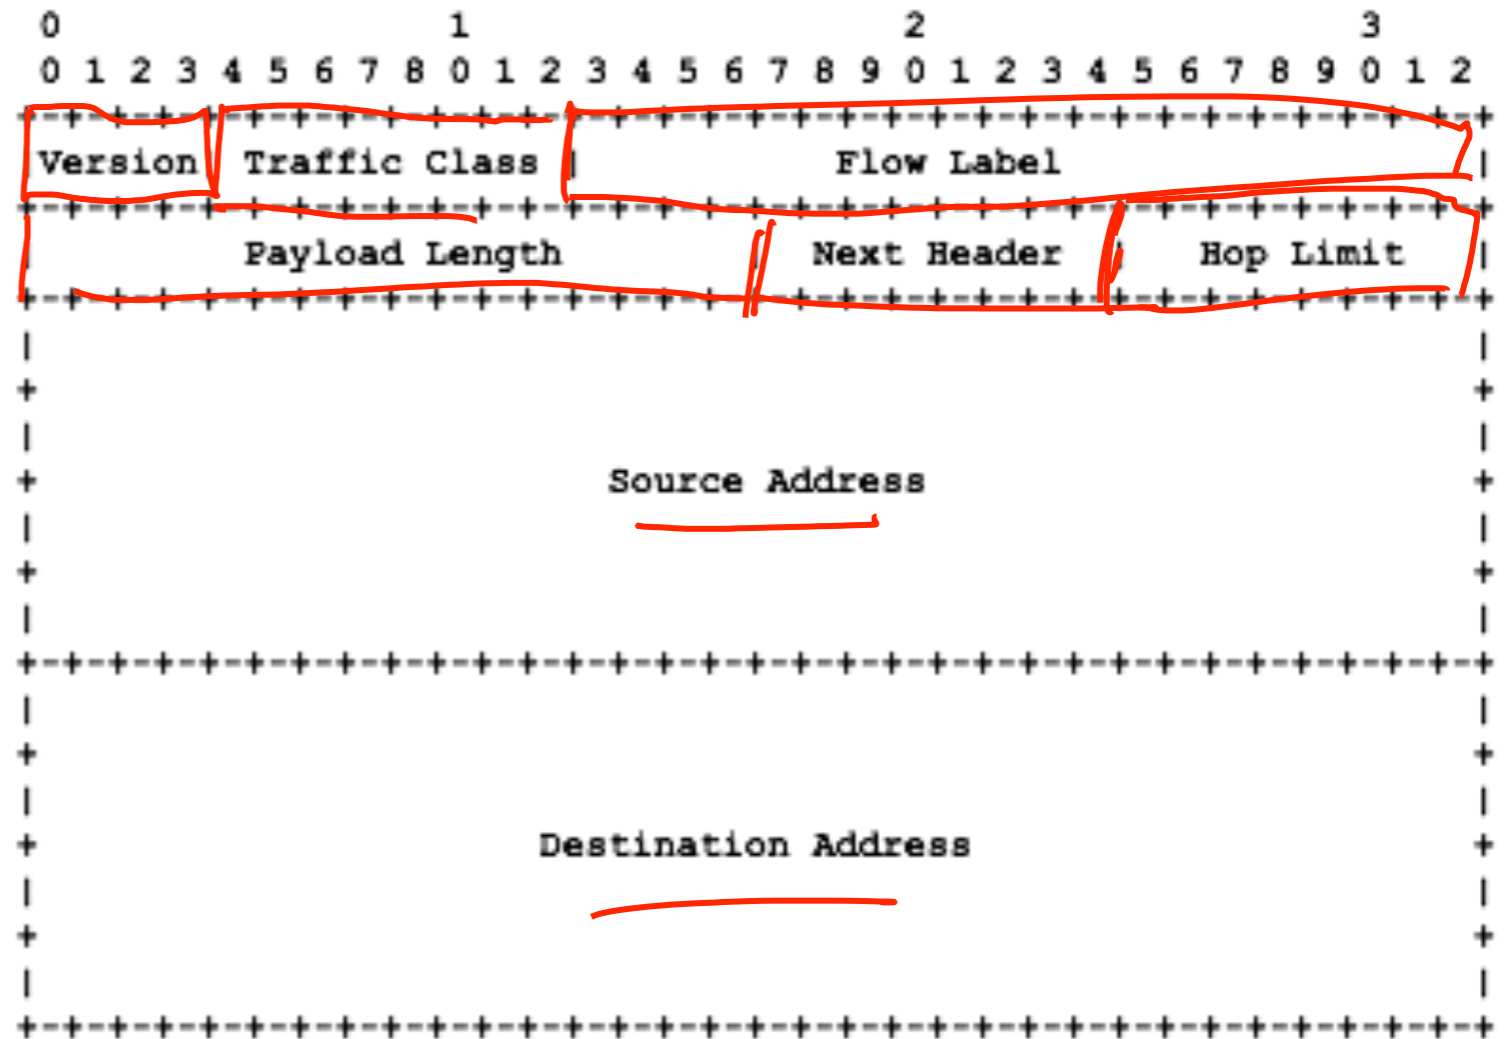 0 1 2 3
0 1 2 3 4 5 6 7 8 0 1 2 3 4 5 6 7 8 9 0 1 2 3 4 5 6 7 8 9 0 1 2
+-+-+-+-+-+-+-+-+-+-+-+-+-+-+-+-+-+-+-+-+-+-+-+-+-+-+-+-+-+-+-+-+
|Version| Traffic Class | Flow Label |
+-+-+-+-+-+-+-+-+-+-+-+-+-+-+-+-+-+-+-+-+-+-+-+-+-+-+-+-+-+-+-+-+
| Payload Length | Next Header | Hop Limit |
+-+-+-+-+-+-+-+-+-+-+-+-+-+-+-+-+-+-+-+-+-+-+-+-+-+-+-+-+-+-+-+-+
| |
+ +
| |
+ Source Address +
| |
+ +
| |
+-+-+-+-+-+-+-+-+-+-+-+-+-+-+-+-+-+-+-+-+-+-+-+-+-+-+-+-+-+-+-+-+
| |
+ +
| |
+ Destination Address +
| |
+ +
| |
+-+-+-+-+-+-+-+-+-+-+-+-+-+-+-+-+-+-+-+-+-+-+-+-+-+-+-+-+-+-+-+-+